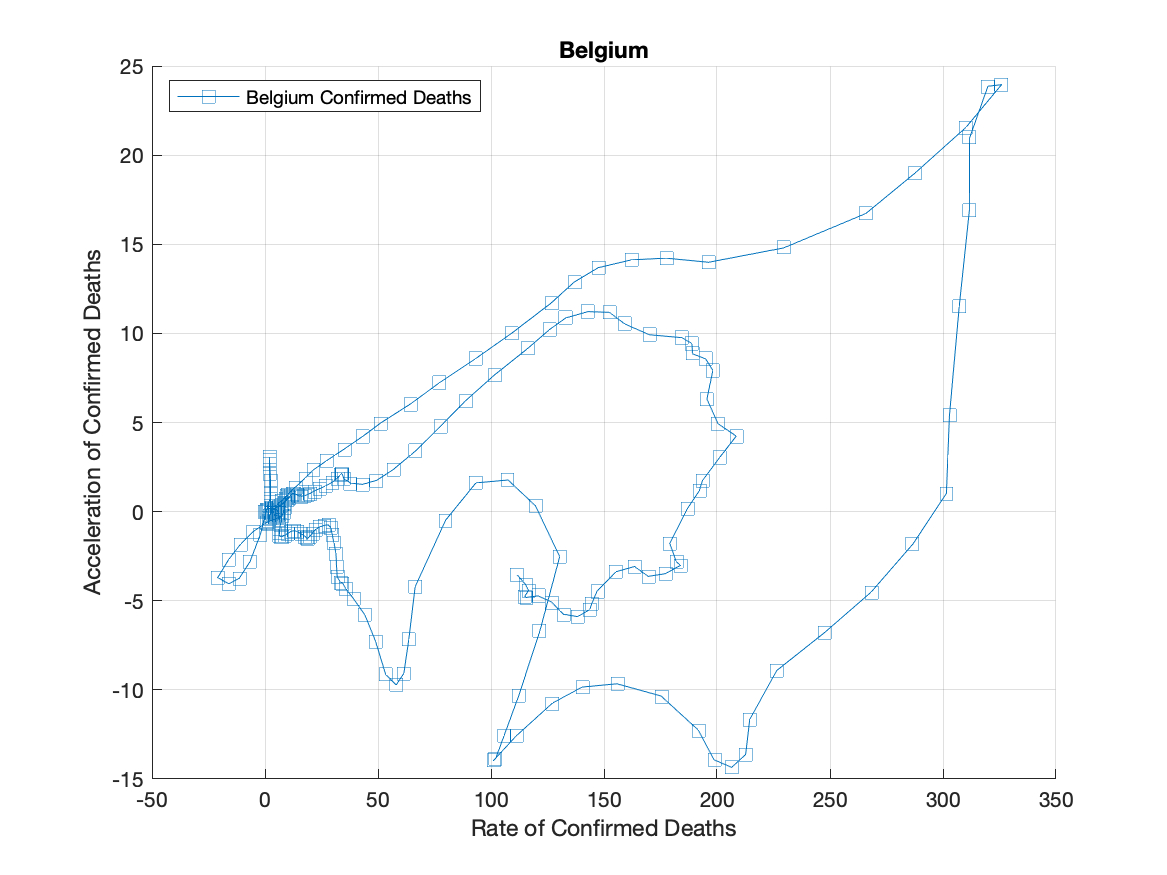 Belgium
Belgium Confirmed Deaths
25
20
15
10
5
0
-5
-10
-15
Acceleration of Confirmed Deaths
-50 0 50 100 150 200 250 300 350
Rate of Confirmed Deaths